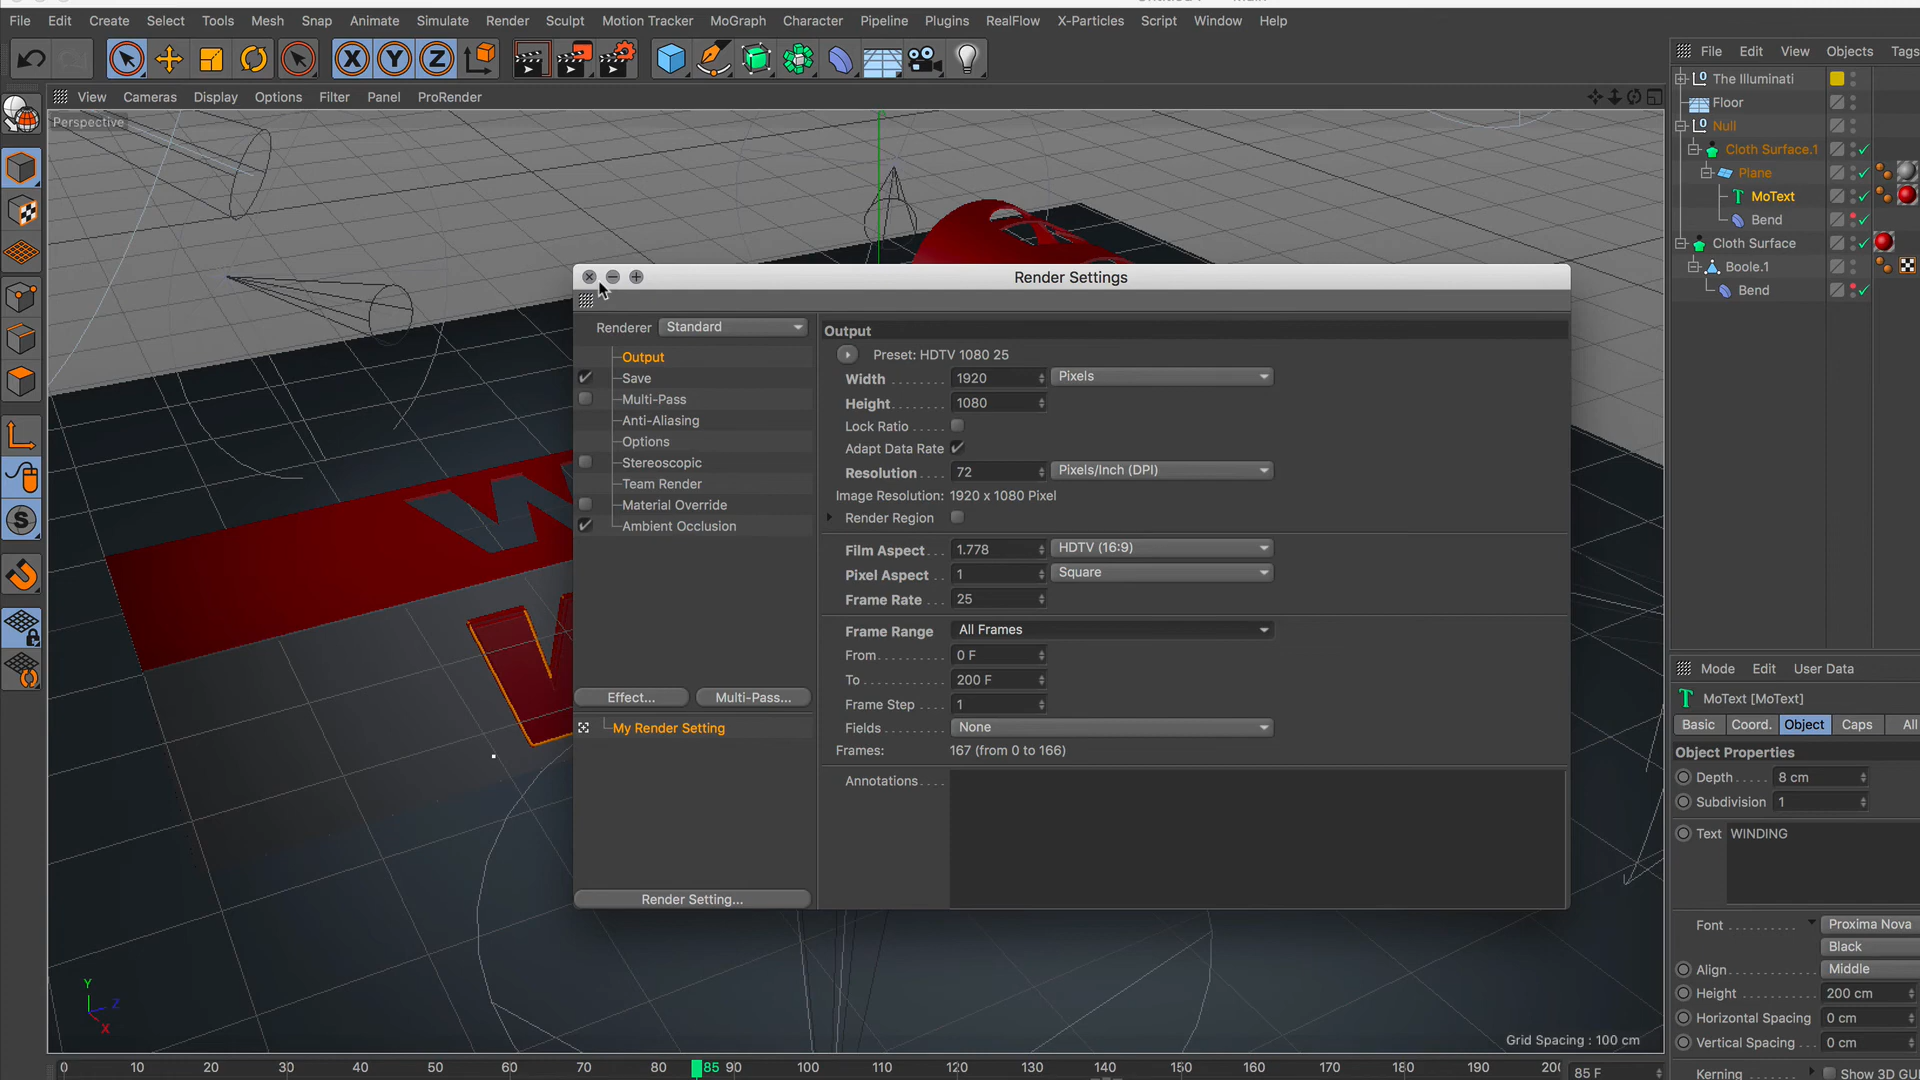 File Edit Create Select Tools Mesh Snap Animate Simulate Render Sculpt Motion Tracker MoGraph Character Pipeline Plugins RealFlow X-Particles Script Window Help
X Y Z
File Edit View Objects Tags
View Cameras Display Options Filter Panel ProRender
Perspective
The Illuminati
Floor
Null
Cloth Surface.1
Plane
MoText
Bend
Cloth Surface
Boole.1
Bend
Render Settings
Renderer Standard
Output
Save
Multi-Pass
Anti-Aliasing
Options
Stereoscopic
Team Render
Material Override
Ambient Occlusion
Effect... Multi-Pass...
My Render Setting
Render Setting...
Output
Preset: HDTV 1080 25
Width 1920 Pixels
Height 1080
Lock Ratio
Adapt Data Rate
Resolution 72 Pixels/Inch (DPI)
Image Resolution: 1920 x 1080 Pixel
Render Region
Film Aspect 1.778 HDTV (16:9)
Pixel Aspect 1 Square
Frame Rate 25
Frame Range All Frames
From 0 F
To 200 F
Frame Step 1
Fields None
Frames: 167 (from 0 to 166)
Annotations
Mode Edit User Data
MoText [MoText]
Basic Coord. Object Caps All
Object Properties
Depth 8 cm
Subdivision 1
Text WINDING
Font Proxima Nova
Black
Align Middle
Height 200 cm
Horizontal Spacing 0 cm
Vertical Spacing 0 cm
Kerning Show 3D GU
Y
Z
X
Grid Spacing : 100 cm
0 10 20 30 40 50 60 70 80 85 90 100 110 120 130 140 150 160 170 180 190 85 F